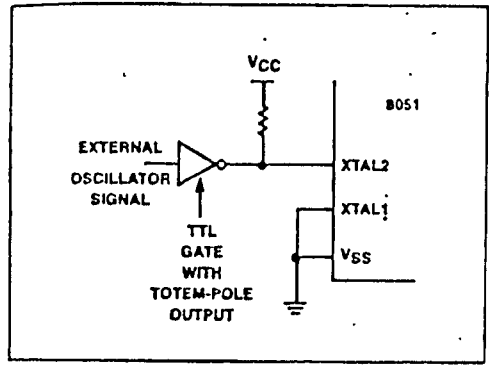 VCC
8051
EXTERNAL
OSCILLATOR
SIGNAL
XTAL2
XTAL1
VSS
TTL
GATE
WITH
TOTEM-POLE
OUTPUT